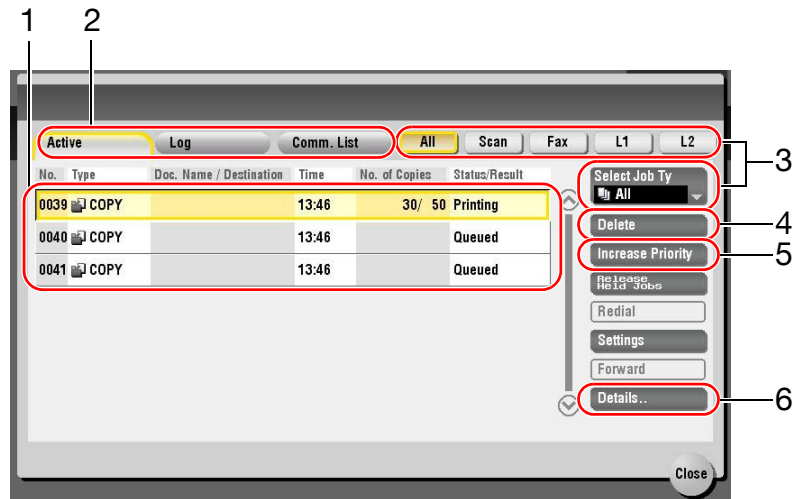 1 2
Active Log Comm. List All Scan Fax L1 L2
No. Type Doc. Name / Destination Time No. of Copies Status/Result
Select Job Ty
All
3
0039 COPY 13:46 30/ 50 Printing
Delete
4
0040 COPY 13:46 Queued
Increase Priority
5
0041 COPY 13:46 Queued
Release
Held Jobs
Redial
Settings
Forward
Details..
6
Close